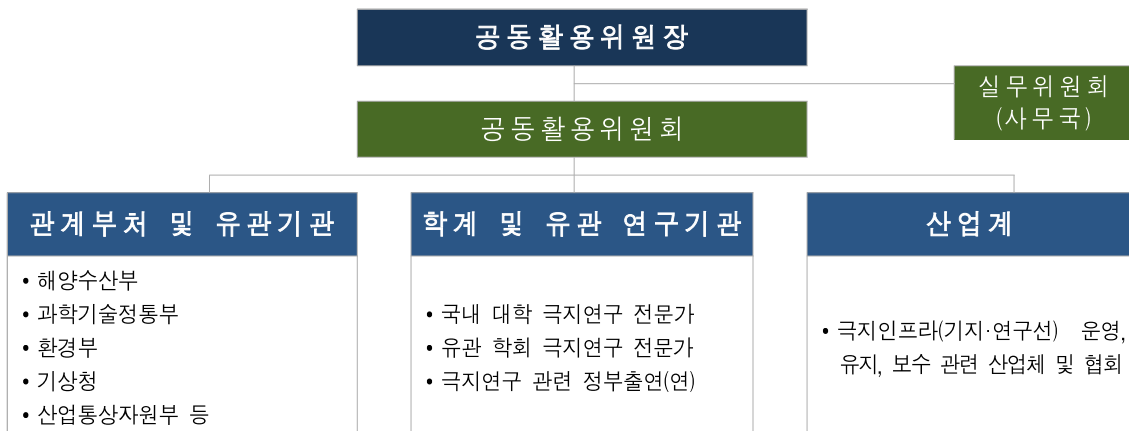 공동활용위원장
실무위원회
(사무국)
공동활용위원회
관계부처 및 유관기관
• 해양수산부
• 과학기술정통부
• 환경부
• 기상청
• 산업통상자원부 등
학계 및 유관 연구기관
• 국내 대학 극지연구 전문가
• 유관 학회 극지연구 전문가
• 극지연구 관련 정부출연(연)
산업계
• 극지인프라(기지·연구선) 운영,
유지, 보수 관련 산업체 및 협회